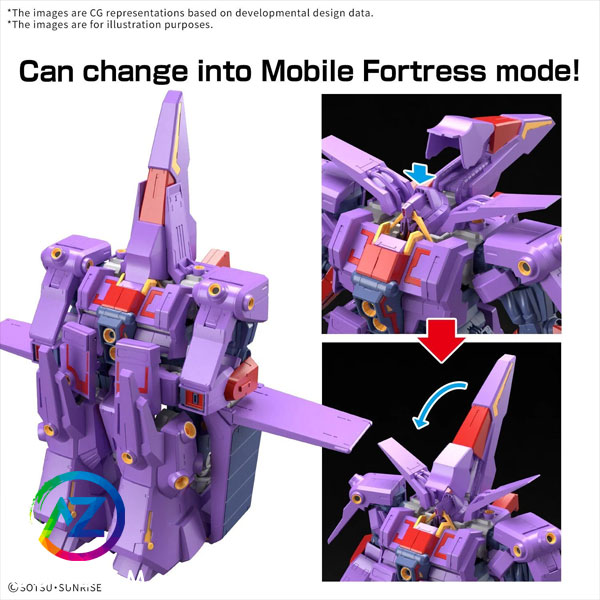 *The images are CG representations based on developmental design data.
*The images are for illustration purposes.
Can change into Mobile Fortress mode!
AZ
M
©SOTSU・SUNRISE